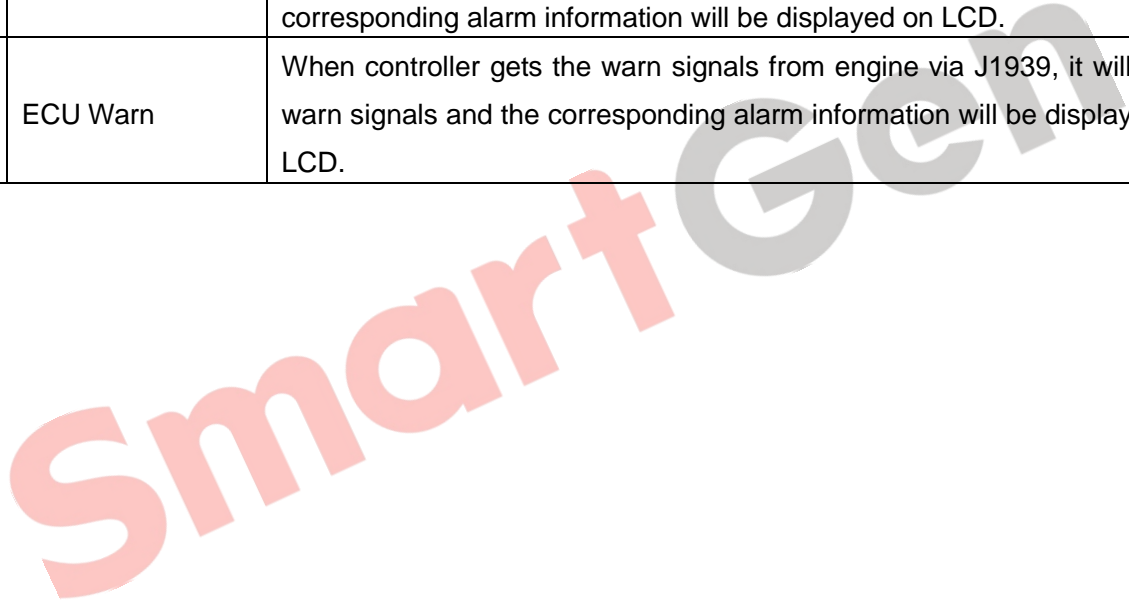 corresponding alarm information will be displayed on LCD.
ECU Warn
When controller gets the warn signals from engine via J1939, it will
warn signals and the corresponding alarm information will be display
LCD.
SmartGen